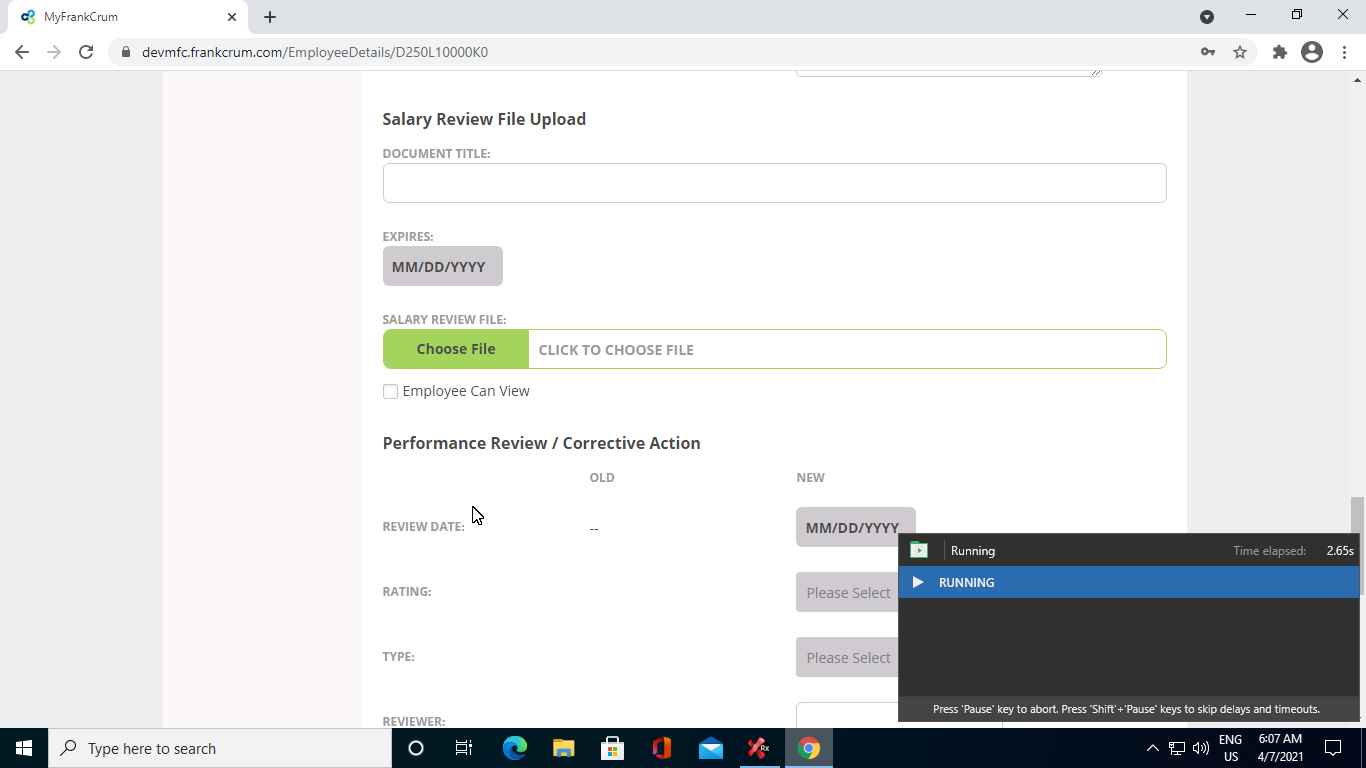 MyFrankCrum
devmfc.frankcrum.com/EmployeeDetails/D250L10000K0
Salary Review File Upload
DOCUMENT TITLE:
EXPIRES:
MM/DD/YYYY
SALARY REVIEW FILE:
Choose File CLICK TO CHOOSE FILE
Employee Can View
Performance Review / Corrective Action
OLD NEW
REVIEW DATE: -- MM/DD/YYYY
Running Time elapsed: 2.65s
RUNNING
RATING: Please Select
TYPE: Please Select
REVIEWER:
Press 'Pause' key to abort. Press 'Shift'+'Pause' keys to skip delays and timeouts.
Type here to search
Rx
ENG
US
6:07 AM
4/7/2021